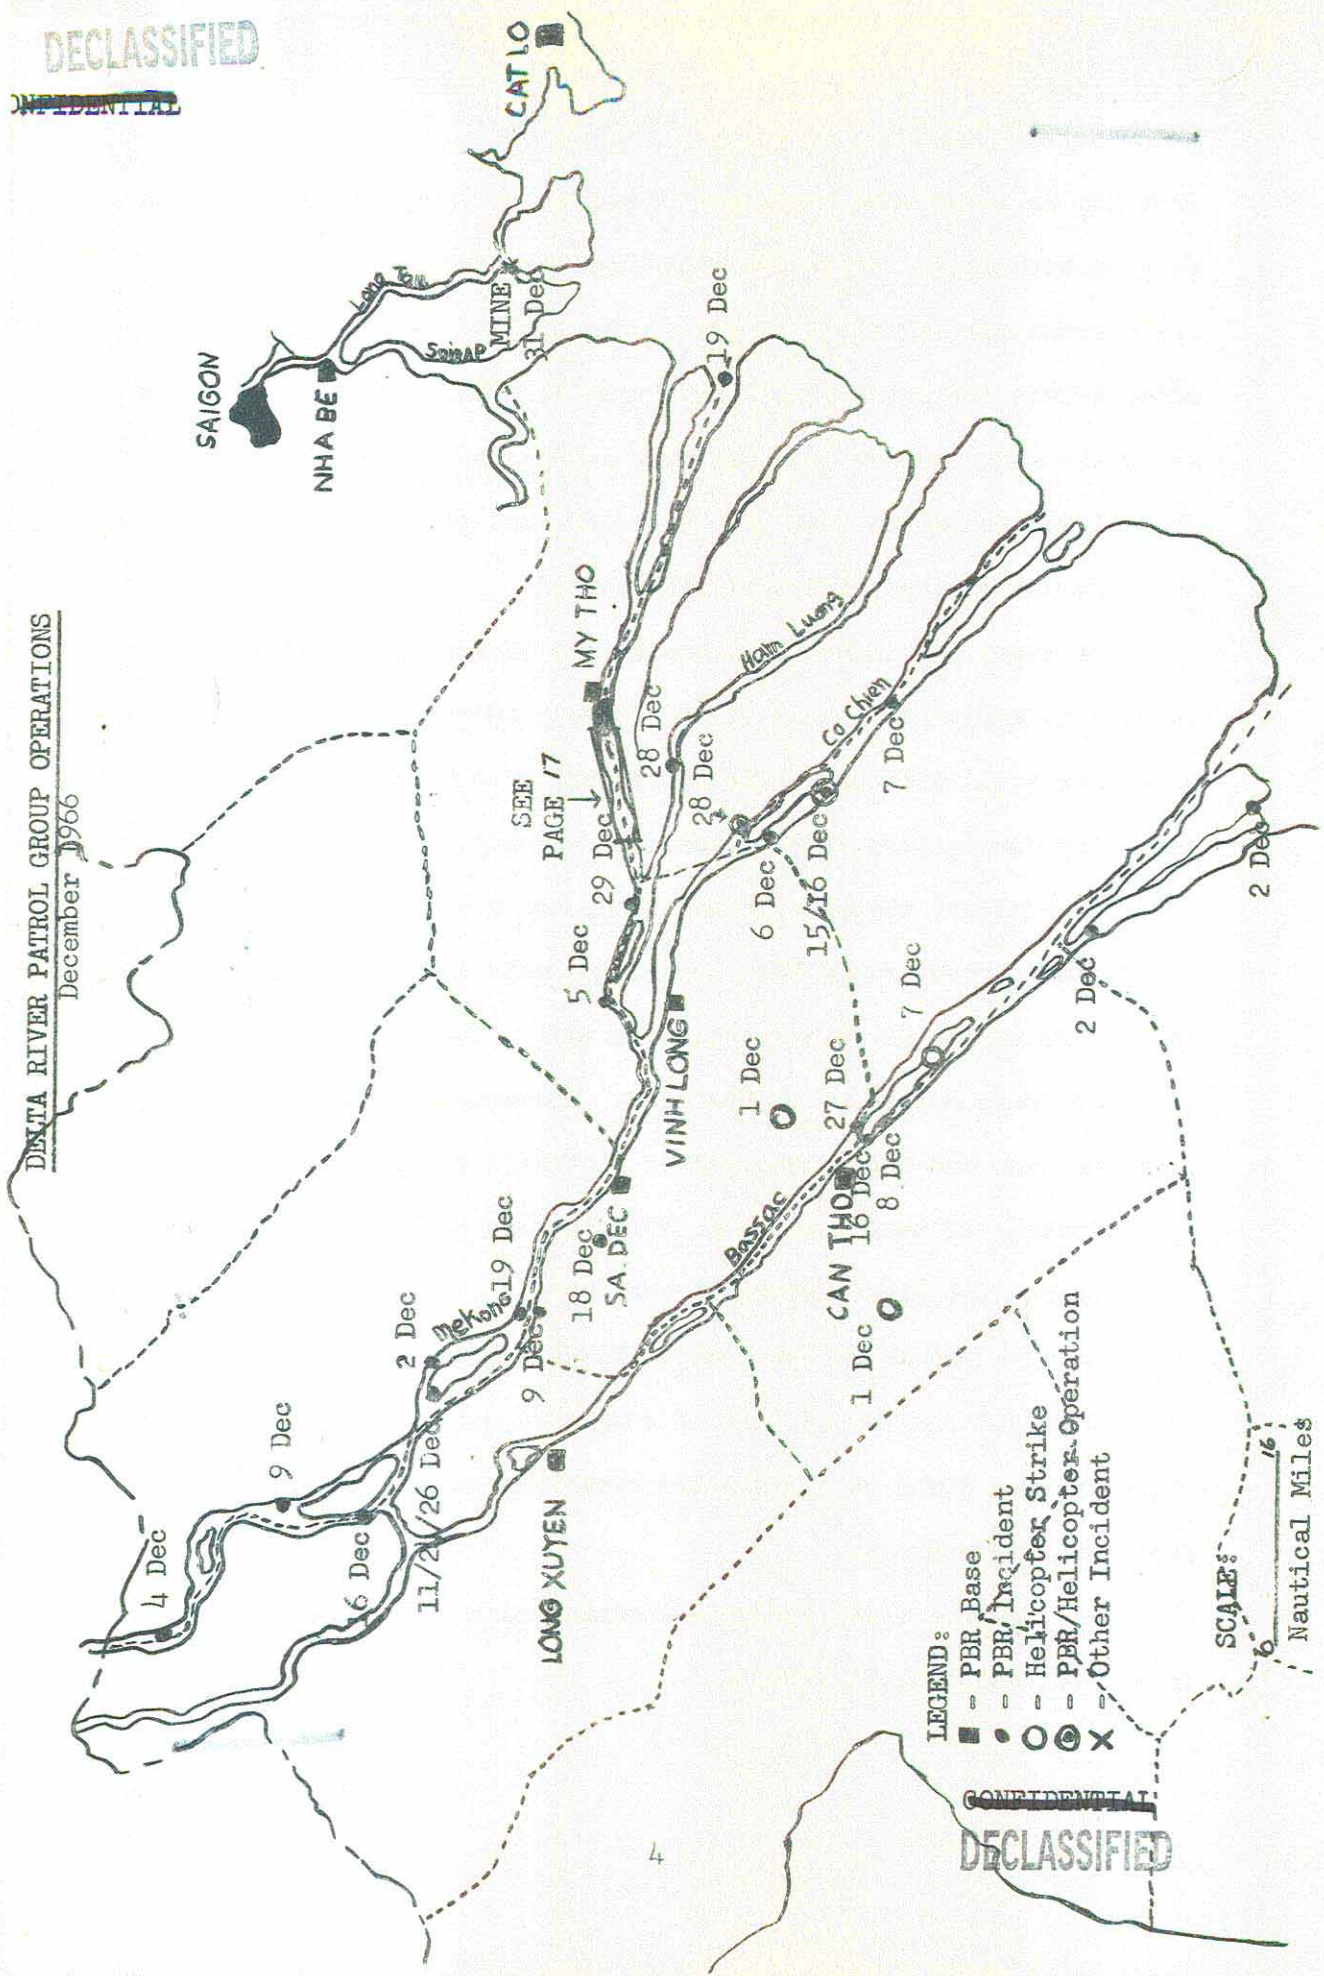 DECLASSIFIED
CONFIDENTIAL
DELTA RIVER PATROL GROUP OPERATIONS
December 1966
SAIGON
NHA BE
Long Tau
Soirap
MINE
31 Dec
CAT LO
4 Dec
9 Dec
6 Dec
11/2 /26 Dec
2 Dec
Mekong
19 Dec
9 Dec
18 Dec
SA DEC
5 Dec
29 Dec
SEE
PAGE 17
MY THO
19 Dec
28 Dec
Ham Luong
28 Dec
VINH LONG
6 Dec
15/16 Dec
Co Chien
7 Dec
LONG XUYEN
Bassac
1 Dec
27 Dec
CAN THO
16 Dec
8 Dec
7 Dec
1 Dec
2 Dec
2 Dec
LEGEND:
- PBR Base
- PBR Incident
- Helicopter Strike
- PBR/Helicopter Operation
- Other Incident
SCALE:
0 16
Nautical Miles
4
CONFIDENTIAL
DECLASSIFIED